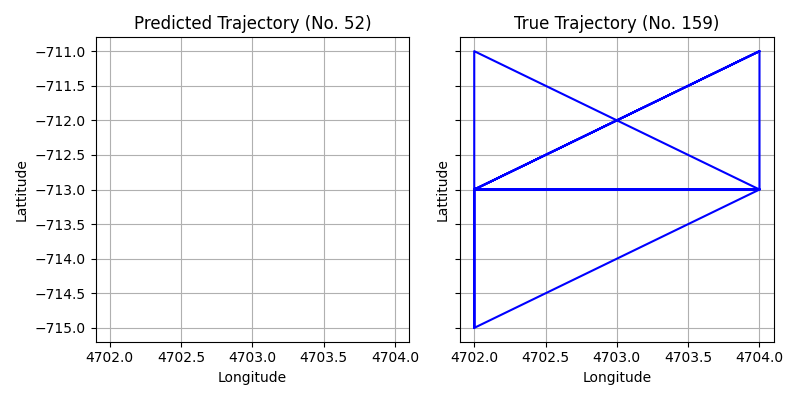 Predicted Trajectory (No. 52)
−711.0
−711.5
−712.0
−712.5
−713.0
−713.5
−714.0
−714.5
−715.0
Lattitude
4702.0 4702.5 4703.0 4703.5 4704.0
Longitude
True Trajectory (No. 159)
Lattitude
4702.0 4702.5 4703.0 4703.5 4704.0
Longitude